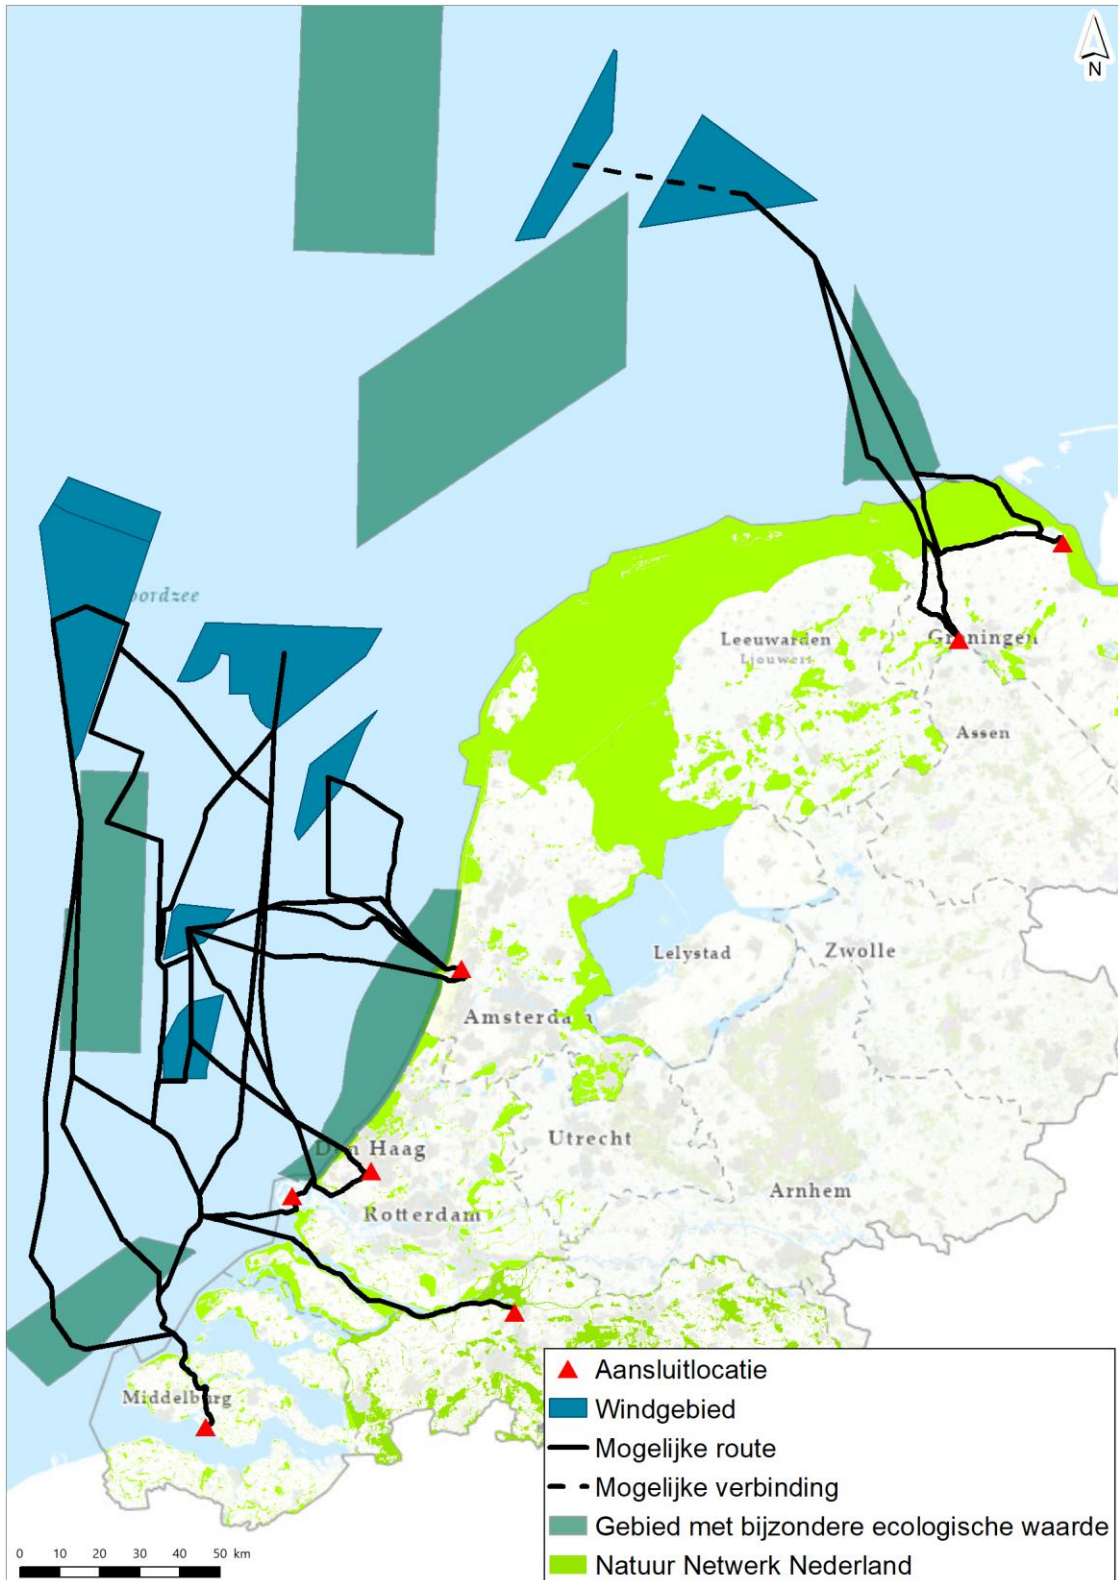 N
oordzee
Leeuwarden
Ljouwert
Groningen
Assen
Lelystad
Zwolle
Amsterdam
Utrecht
Den Haag
Arnhem
Rotterdam
Middelburg
Aansluitlocatie
Windgebied
Mogelijke route
Mogelijke verbinding
Gebied met bijzondere ecologische waarde
Natuur Netwerk Nederland
0 10 20 30 40 50 km